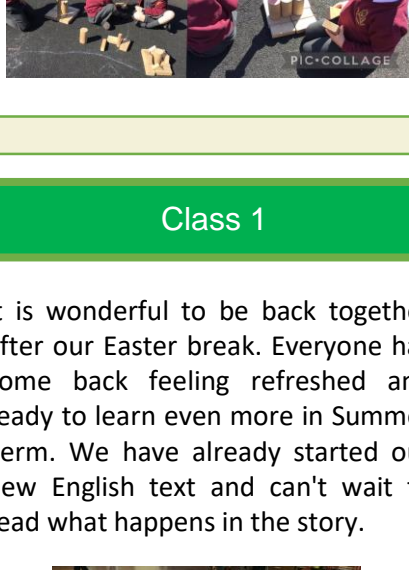 PIC•COLLAGE
Class 1
t is wonderful to be back togethe
fter our Easter break. Everyone ha
ome back feeling refreshed an
eady to learn even more in Summe
erm. We have already started ou
ew English text and can't wait t
ead what happens in the story.